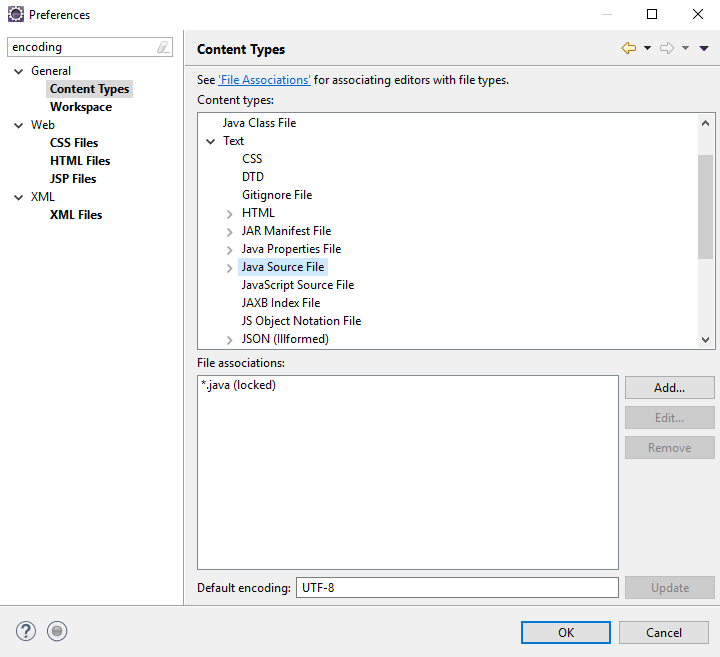 Preferences
encoding
General
Content Types
Workspace
Web
CSS Files
HTML Files
JSP Files
XML
XML Files
Content Types
See 'File Associations' for associating editors with file types.
Content types:
Java Class File
Text
CSS
DTD
Gitignore File
HTML
JAR Manifest File
Java Properties File
Java Source File
JavaScript Source File
JAXB Index File
JS Object Notation File
JSON (Illformed)
File associations:
*.java (locked)
Add...
Edit...
Remove
Default encoding: UTF-8 Update
? OK Cancel